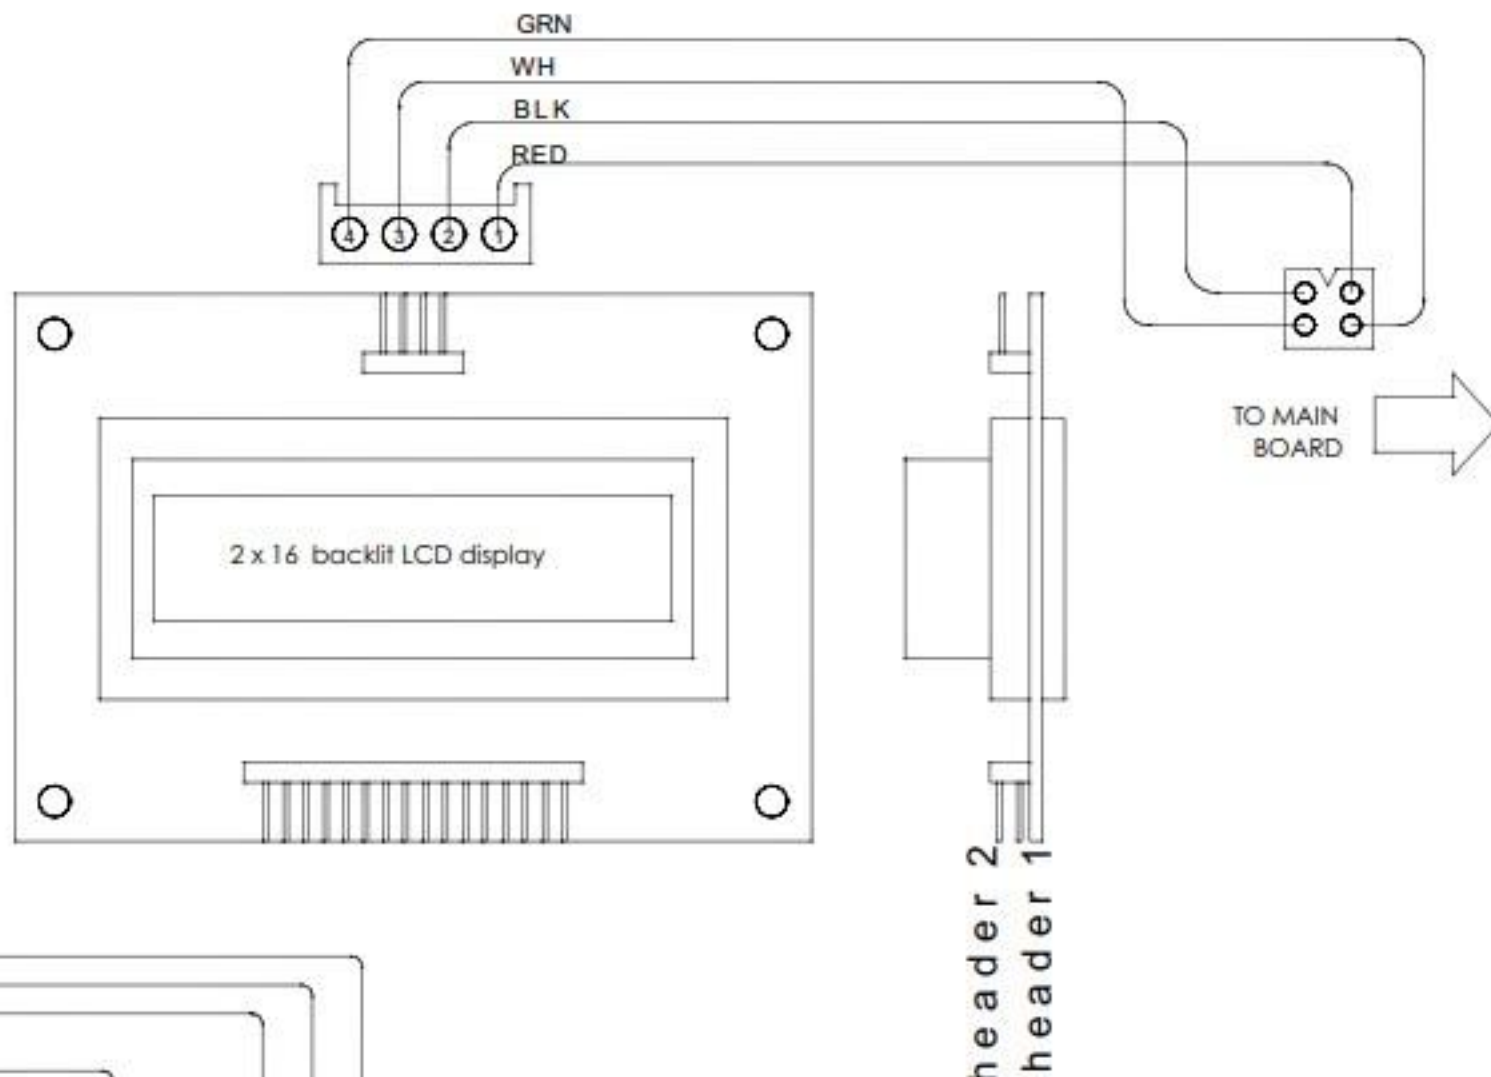 GRN
WH
BLK
RED
4 3 2 1
TO MAIN
BOARD
2 x 16 backlit LCD display
header 2
header 1